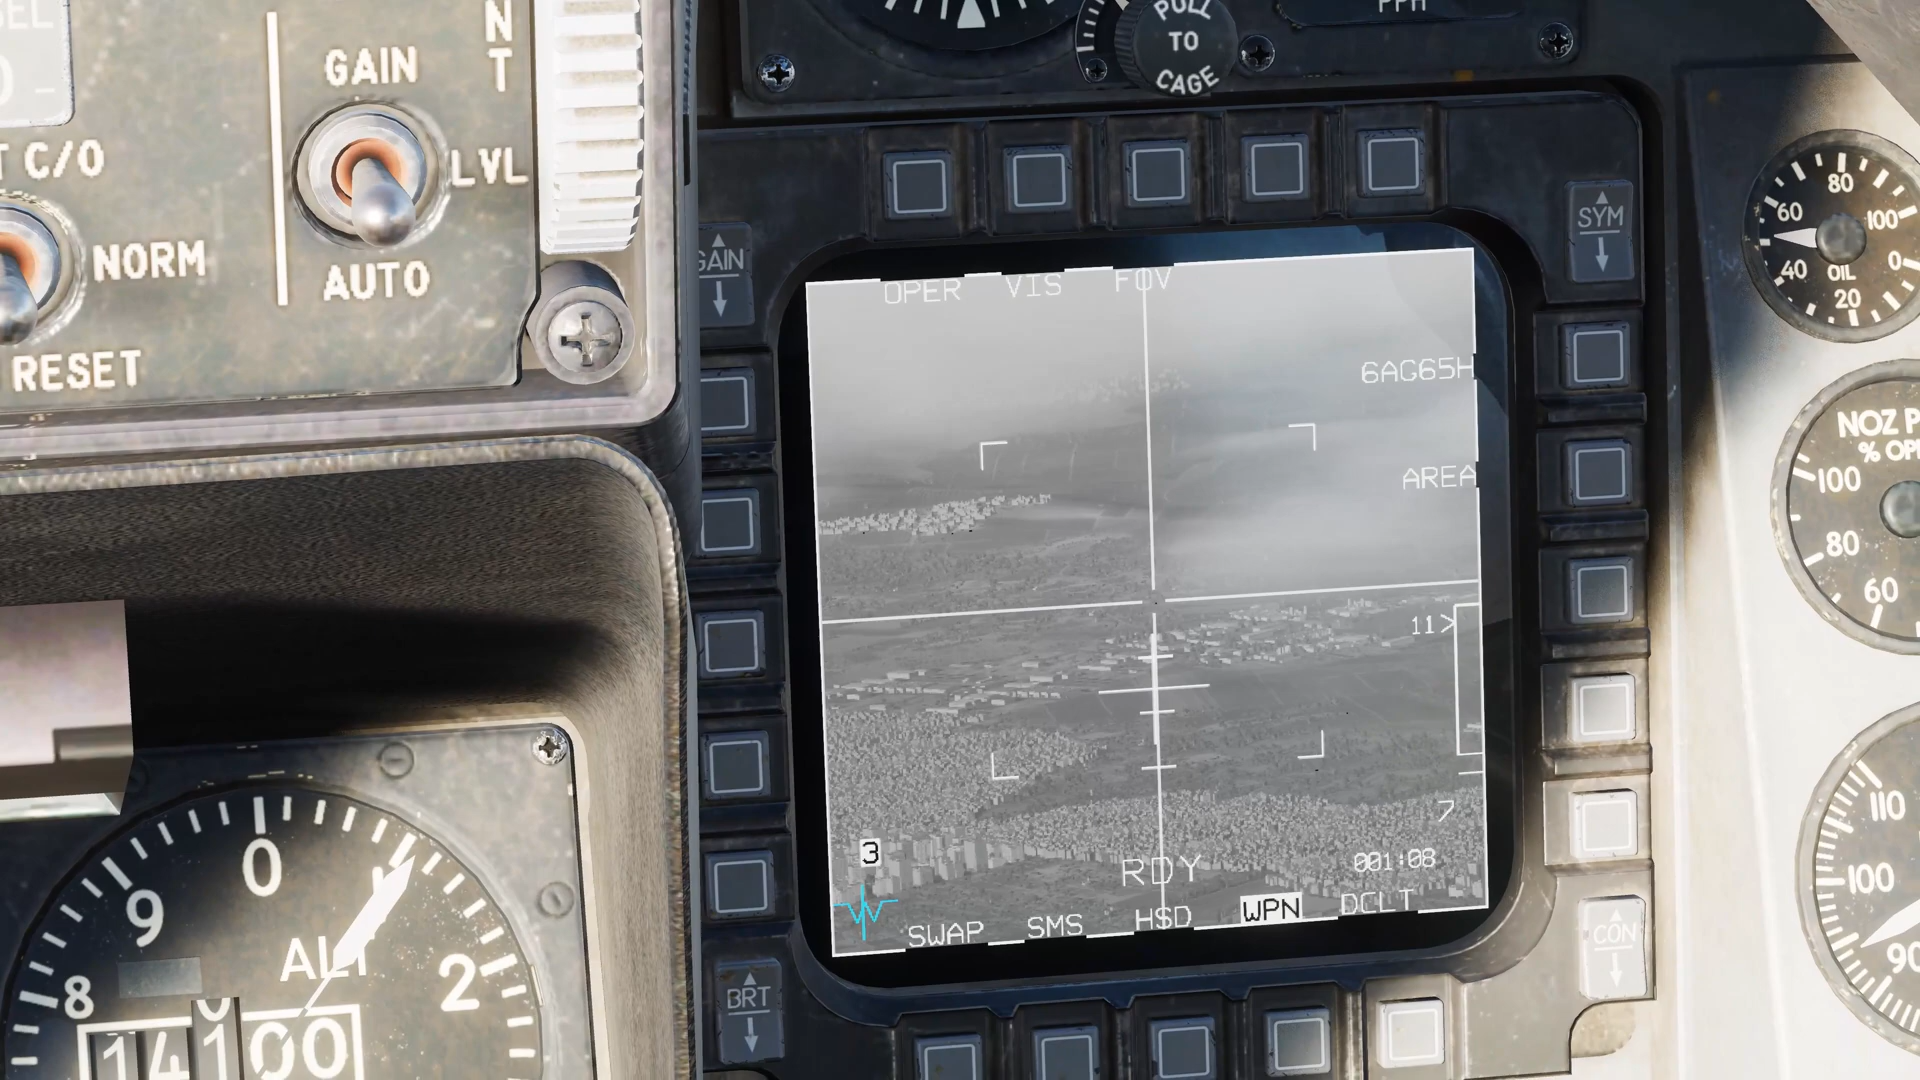 GAIN
LVL
AUTO
C/O
NORM
RESET
N
T
PULL
TO
CAGE
GAIN
SYM
OPER VIS FOV
6AG65H
AREA
11>
7
3
RDY
001:08
SWAP SMS HSD WPN DCLT
BRT
CON
80
60
100
40
OIL
0
20
NOZ P
% OP
100
80
60
110
100
90
0
9
1
ALT
2
8
14100